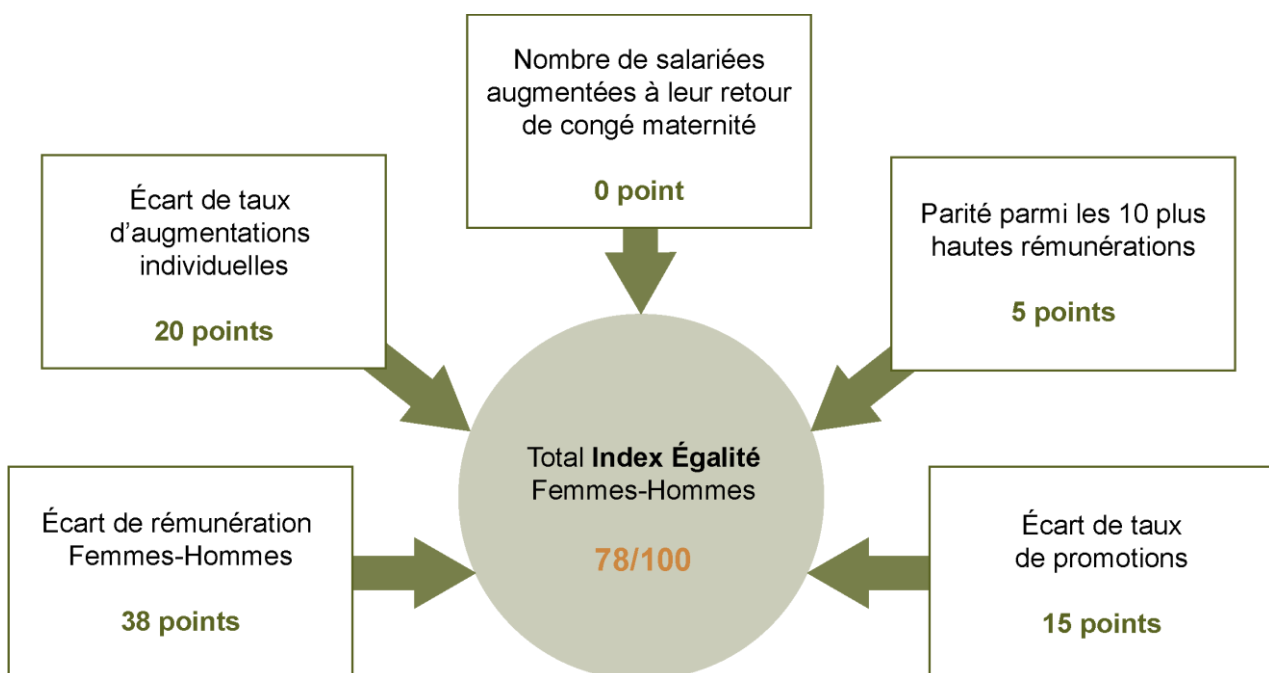 Nombre de salariées
augmentées à leur retour
de congé maternité
0 point
Écart de taux
d’augmentations
individuelles
20 points
Parité parmi les 10 plus
hautes rémunérations
5 points
Total Index Égalité
Femmes-Hommes
78/100
Écart de rémunération
Femmes-Hommes
38 points
Écart de taux
de promotions
15 points